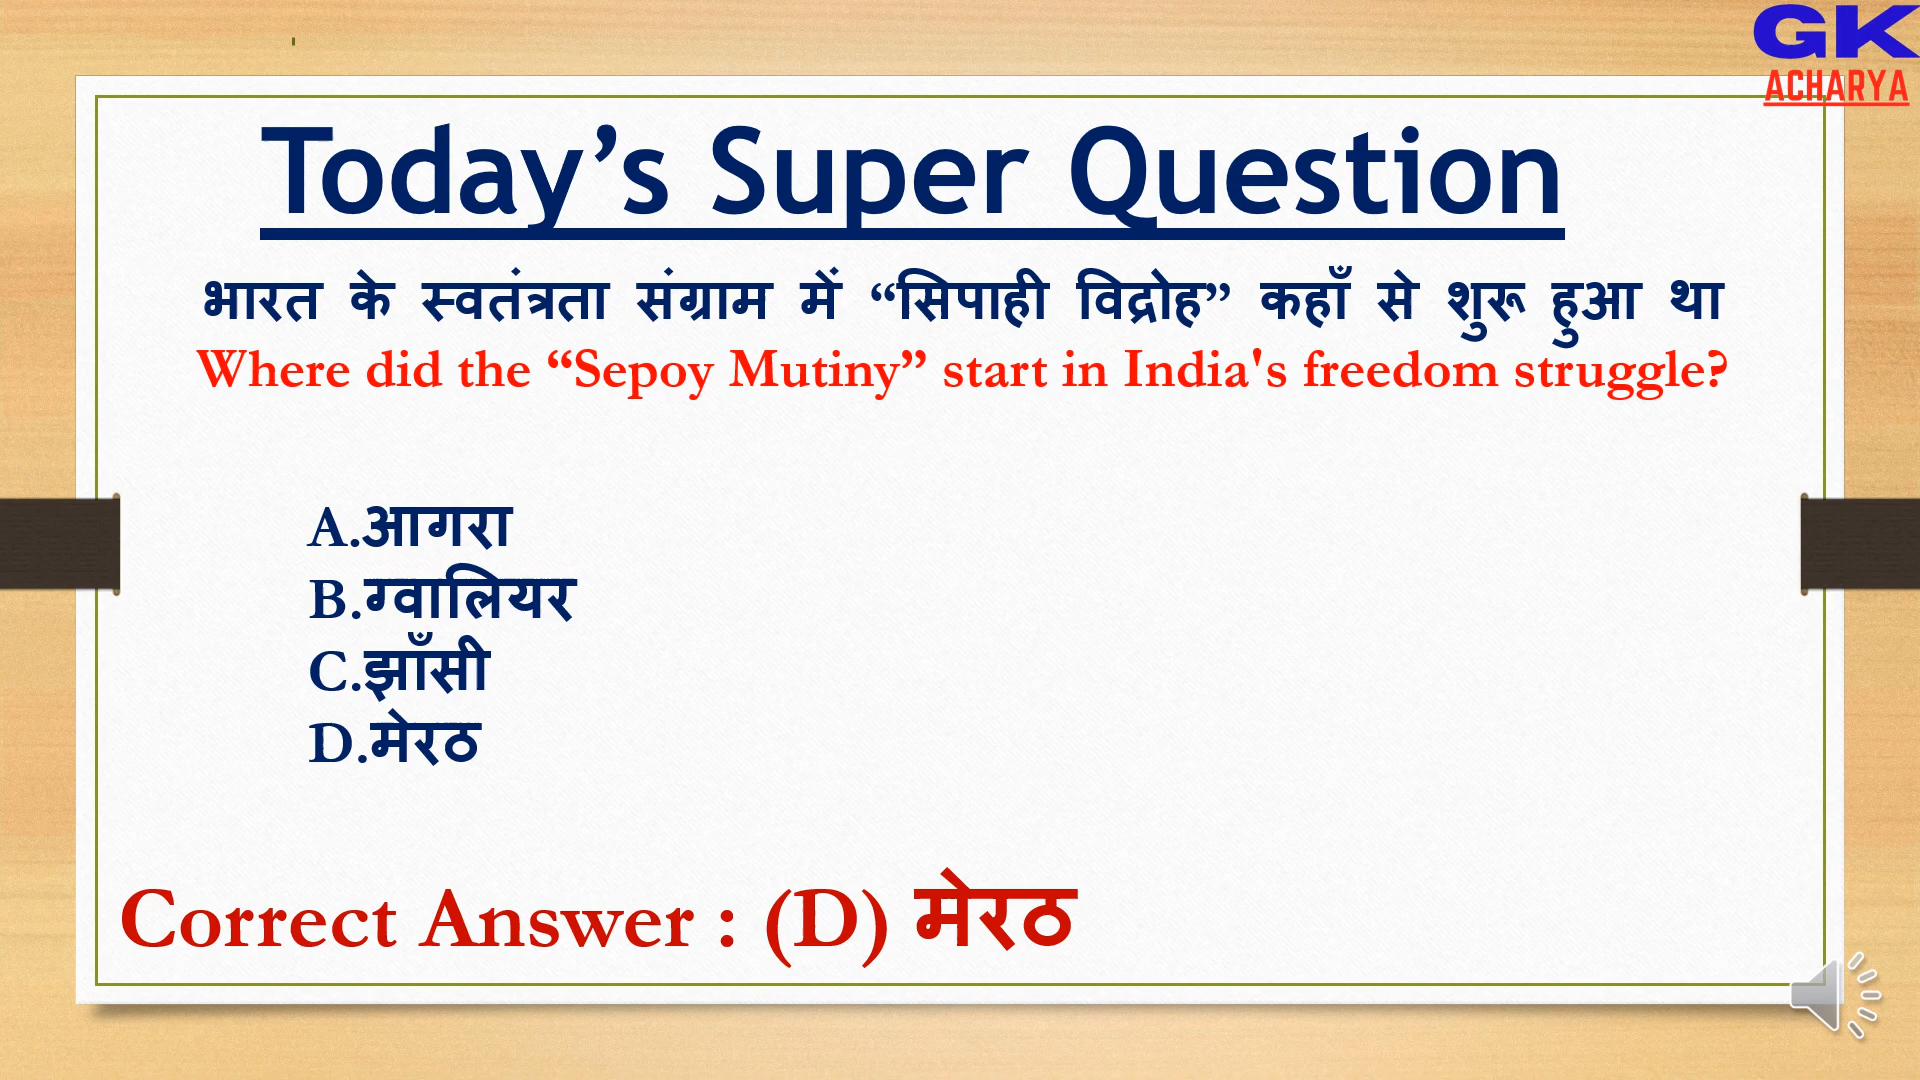 GK
ACHARYA
Today’s Super Question
भारत के स्वतंत्रता संग्राम में “सिपाही विद्रोह” कहाँ से शुरू हुआ था
Where did the “Sepoy Mutiny” start in India's freedom struggle?
A.आगरा
B.ग्वालियर
C.झाँसी
D.मेरठ
Correct Answer : (D) मेरठ